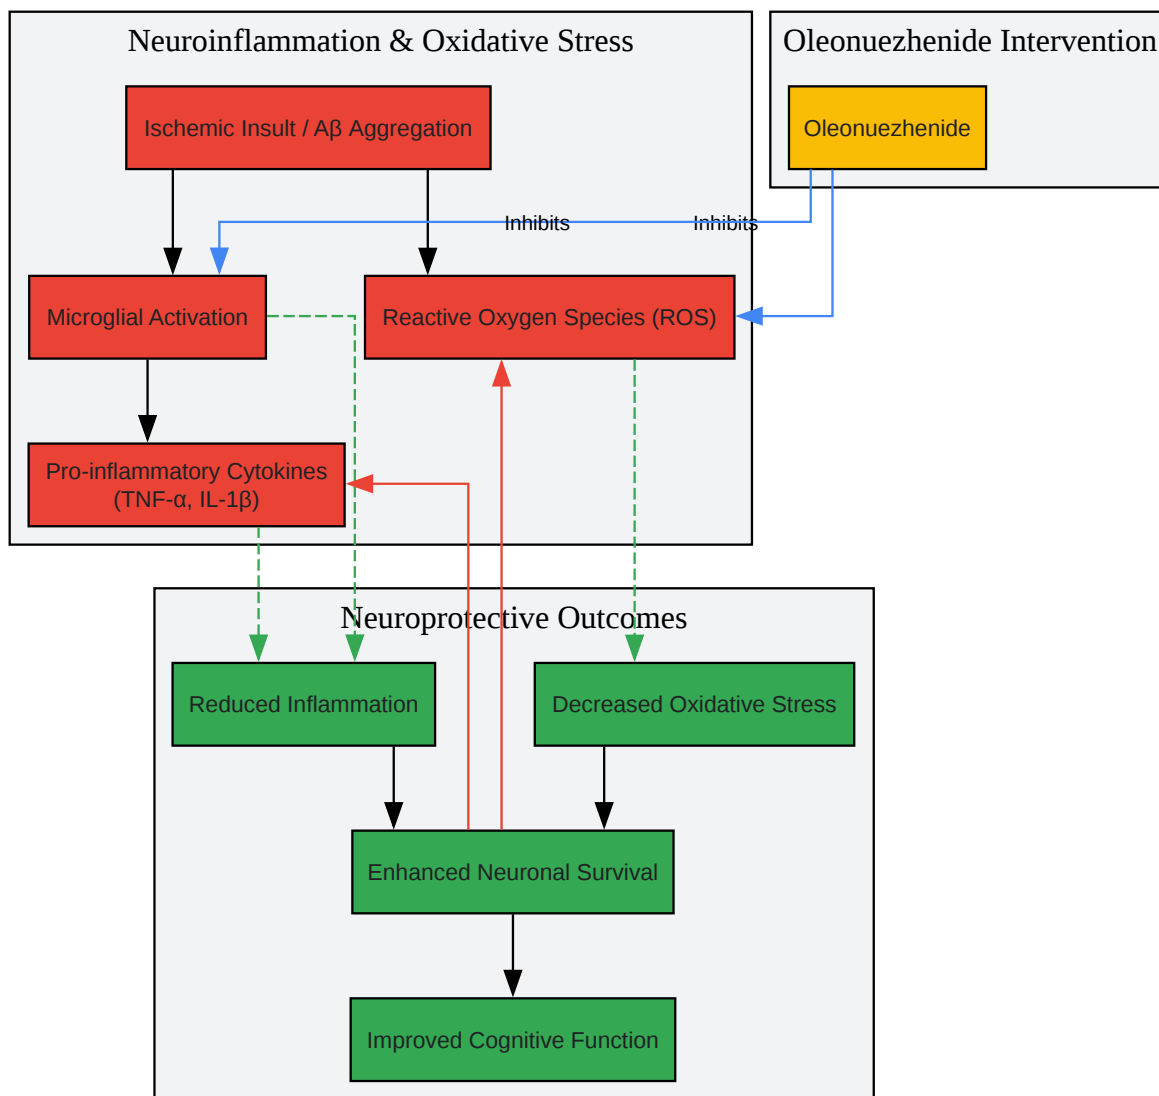 Neuroinflammation & Oxidative Stress
Oleonuezhenide Intervention
Ischemic Insult / Aβ Aggregation
Oleonuezhenide
Inhibits
Inhibits
Microglial Activation
Reactive Oxygen Species (ROS)
Pro-inflammatory Cytokines
(TNF-α, IL-1β)
Neuroprotective Outcomes
Reduced Inflammation
Decreased Oxidative Stress
Enhanced Neuronal Survival
Improved Cognitive Function